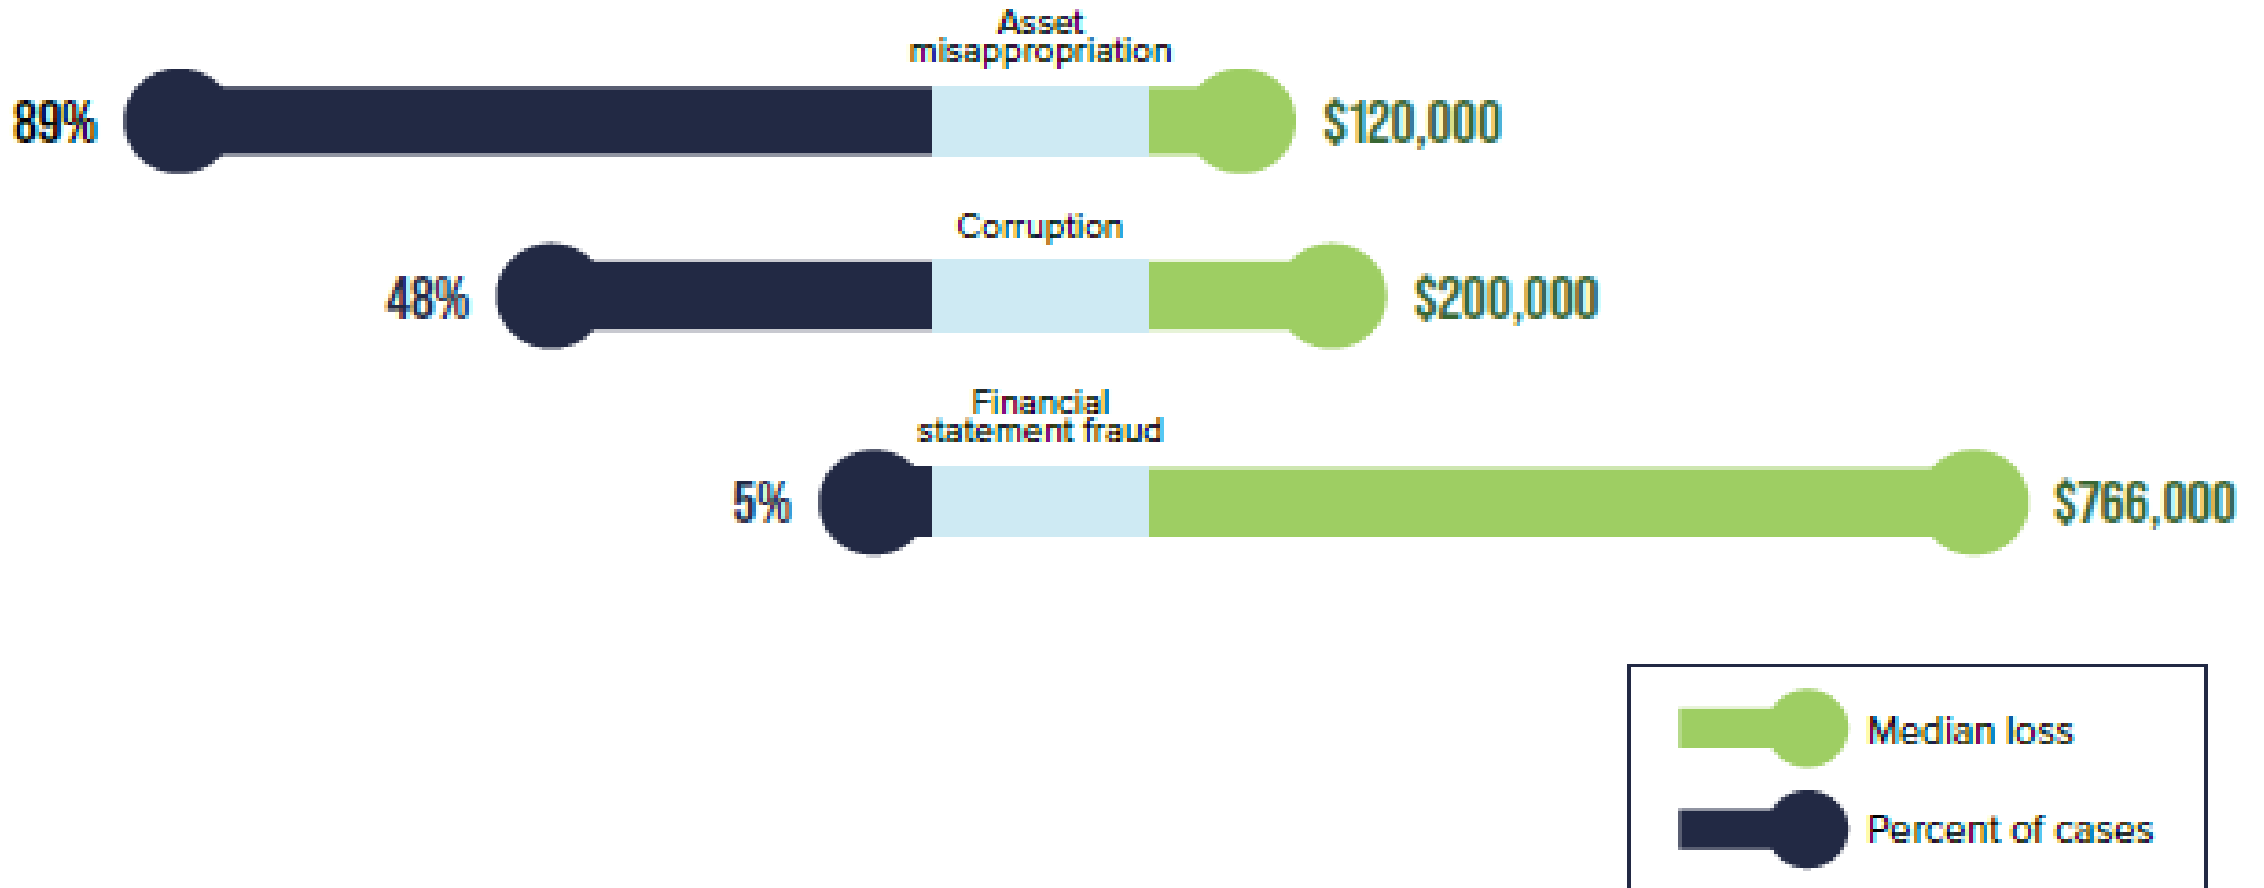 Asset
misappropriation
89%
$120,000
Corruption
48%
$200,000
Financial
statement fraud
5%
$766,000
Median loss
Percent of cases